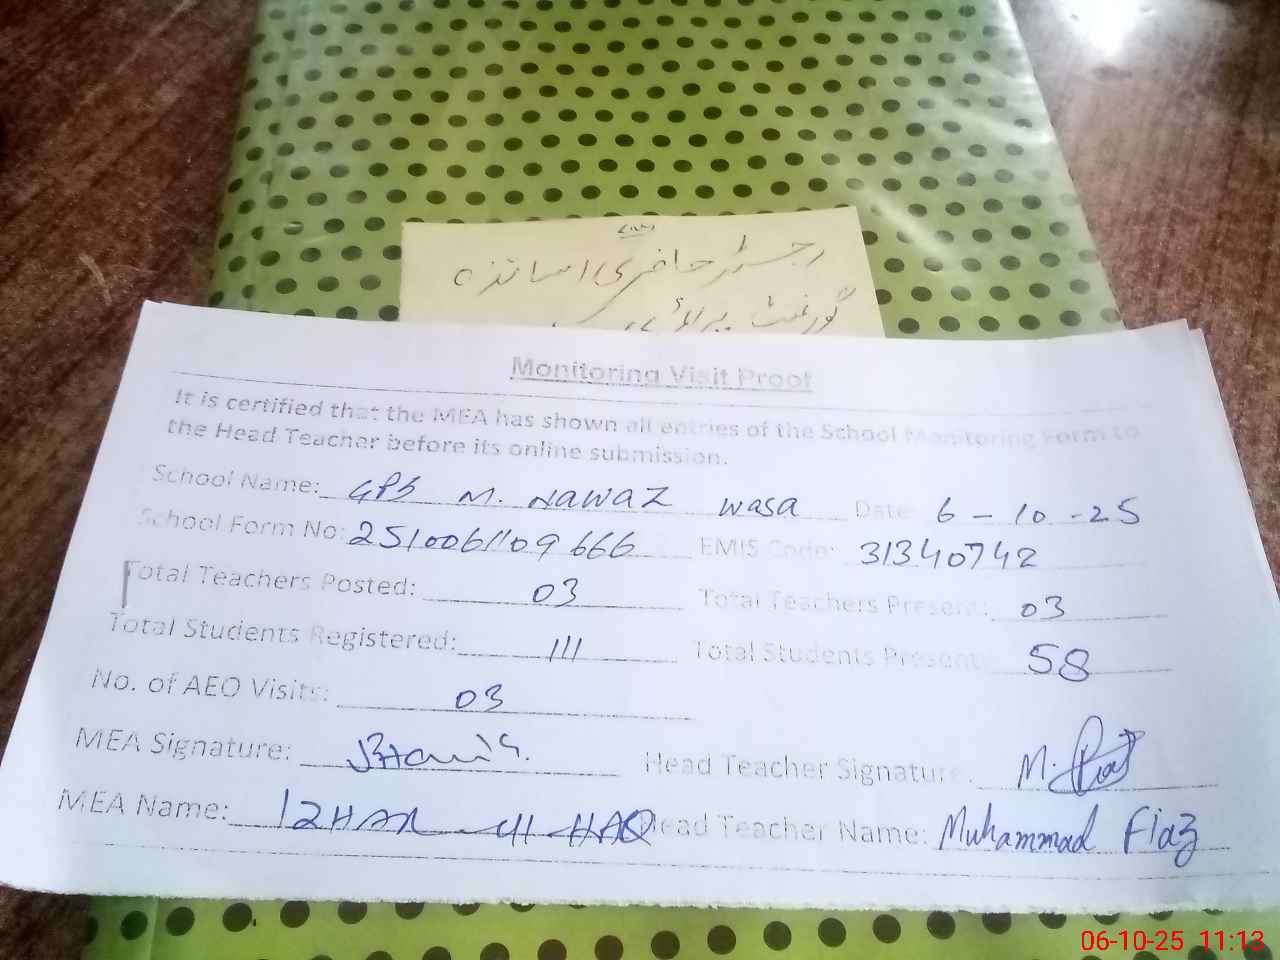 رجسٹر حاضری اساتذہ
گورنمنٹ پرائمری
Monitoring Visit Proof
It is certified that the MEA has shown all entries of the School Monitoring Form to
the Head Teacher before its online submission.
School Name: GPS M. NAWAZ WASA Date: 6-10-25
School Form No: 2510061109666 EMIS Code: 31340742
Total Teachers Posted: 03 Total Teachers Present: 03
Total Students Registered: 111 Total Students Present: 58
No. of AEO Visits: 03
MEA Signature: Head Teacher Signature: M.
MEA Name: IZHAR-UL-HAQ Head Teacher Name: Muhammad Fiaz
06-10-25 11:13